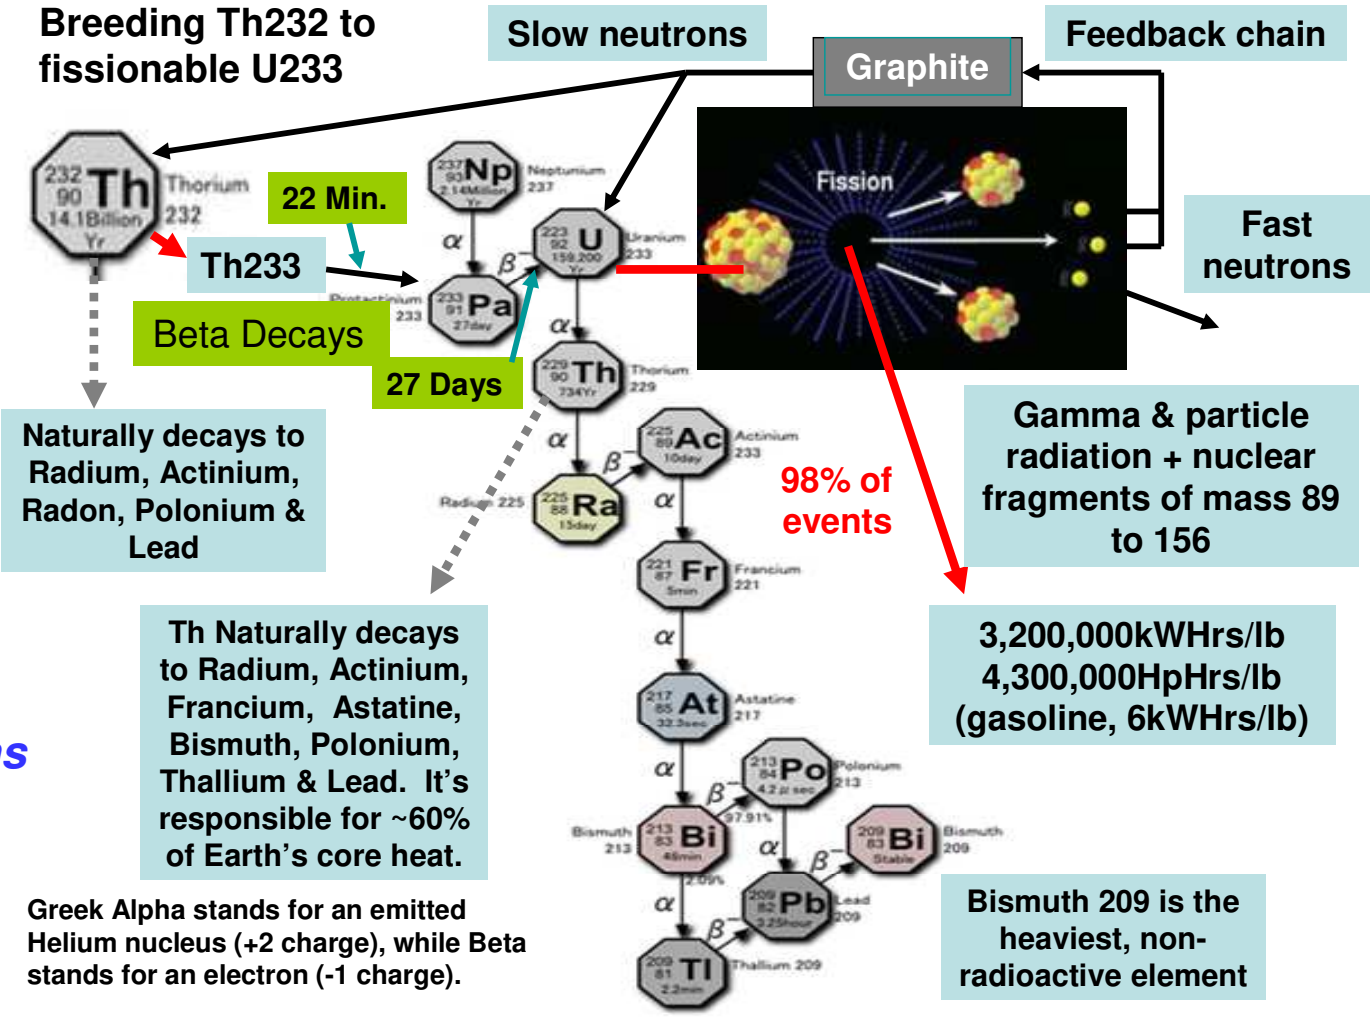 Breeding Th232 to
fissionable U233
Slow neutrons
Graphite
Feedback chain
232
90
Th
14.1Billion
Yr
Thorium
232
22 Min.
Th233
Beta Decays
27 Days
237
93
Np
2.14Million
Yr
Neptunium
237
α
β⁻
223
92
U
159,200
Yr
Uranium
233
Protactinium
233
233
91
Pa
27day
Fission
Fast
neutrons
α
229
90
Th
734Yr
Thorium
229
α
β⁻
225
89
Ac
10day
Actinium
233
Radium 225
225
88
Ra
15day
α
221
87
Fr
5min
Francium
221
α
217
85
At
32.3sec
Astatine
217
α
β⁻
97.91%
213
84
Po
4.2 μ sec
Polonium
213
Bismuth
213
213
83
Bi
46min
2.09%
α
α
β⁻
209
83
Bi
Stable
Bismuth
209
209
82
Pb
3.25hour
Lead
209
β⁻
209
81
Tl
2.2min
Thallium 209
Naturally decays to
Radium, Actinium,
Radon, Polonium &
Lead
98% of
events
Gamma & particle
radiation + nuclear
fragments of mass 89
to 156
3,200,000kWHrs/lb
4,300,000HpHrs/lb
(gasoline, 6kWHrs/lb)
Th Naturally decays
to Radium, Actinium,
Francium, Astatine,
Bismuth, Polonium,
Thallium & Lead. It's
responsible for ~60%
of Earth's core heat.
Greek Alpha stands for an emitted
Helium nucleus (+2 charge), while Beta
stands for an electron (-1 charge).
Bismuth 209 is the
heaviest, non-
radioactive element